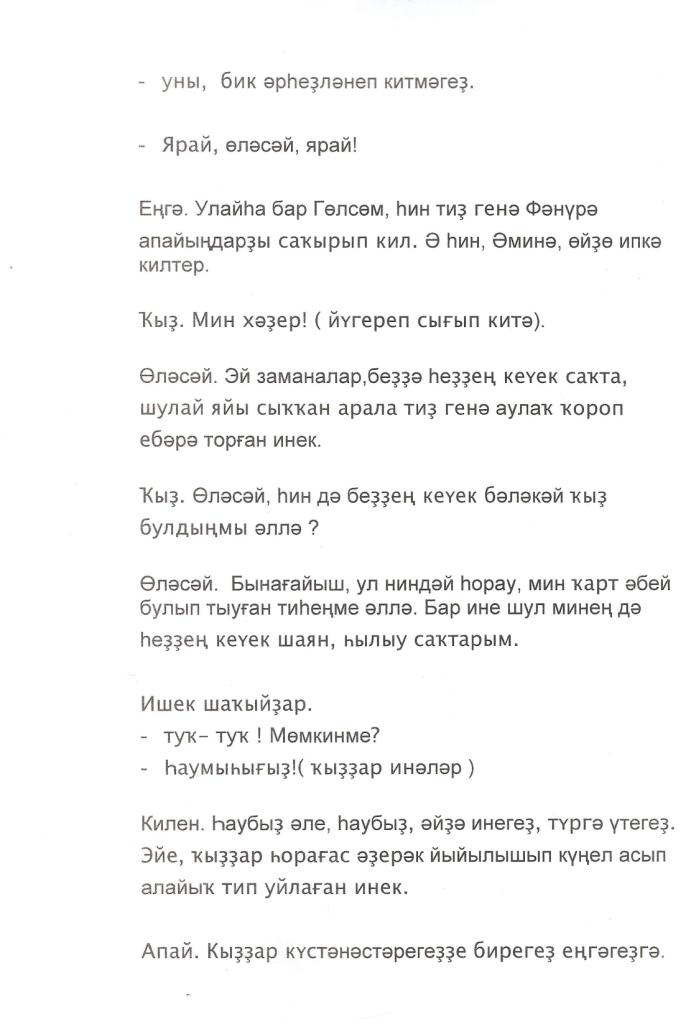 - уны, бик әрһеҙләнеп китмәгеҙ.
- Ярай, өләсәй, ярай!
Еңгә. Улайһа бар Гөлсөм, һин тиҙ генә Фәнүрә
апайыңдарҙы саҡырып кил. Ә һин, Әминә, өйҙө ипкә
килтер.
Ҡыҙ. Мин хәҙер! ( йүгереп сығып китә).
Өләсәй. Эй заманалар,беҙҙә һеҙҙең кеүек саҡта,
шулай яйы сыҡҡан арала тиҙ генә аулаҡ ҡороп
ебәрә торған инек.
Ҡыҙ. Өләсәй, һин дә беҙҙең кеүек бәләкәй ҡыҙ
булдыңмы әллә ?
Өләсәй. Бынағайыш, ул ниндәй һорау, мин ҡарт әбей
булып тыуған тиһеңме әллә. Бар ине шул минең дә
һеҙҙең кеүек шаян, һылыу саҡтарым.
Ишек шаҡыйҙар.
- туҡ– туҡ ! Мөмкинме?
- Һаумыһығыҙ!( ҡыҙҙар инәләр )
Килен. Һаубыҙ әле, һаубыҙ, әйҙә инегеҙ, түргә үтегеҙ.
Эйе, ҡыҙҙар һорағас әҙерәк йыйылышып күңел асып
алайыҡ тип уйлаған инек.
Апай. Кыҙҙар күстәнәстәрегеҙҙе бирегеҙ еңгәгеҙгә.